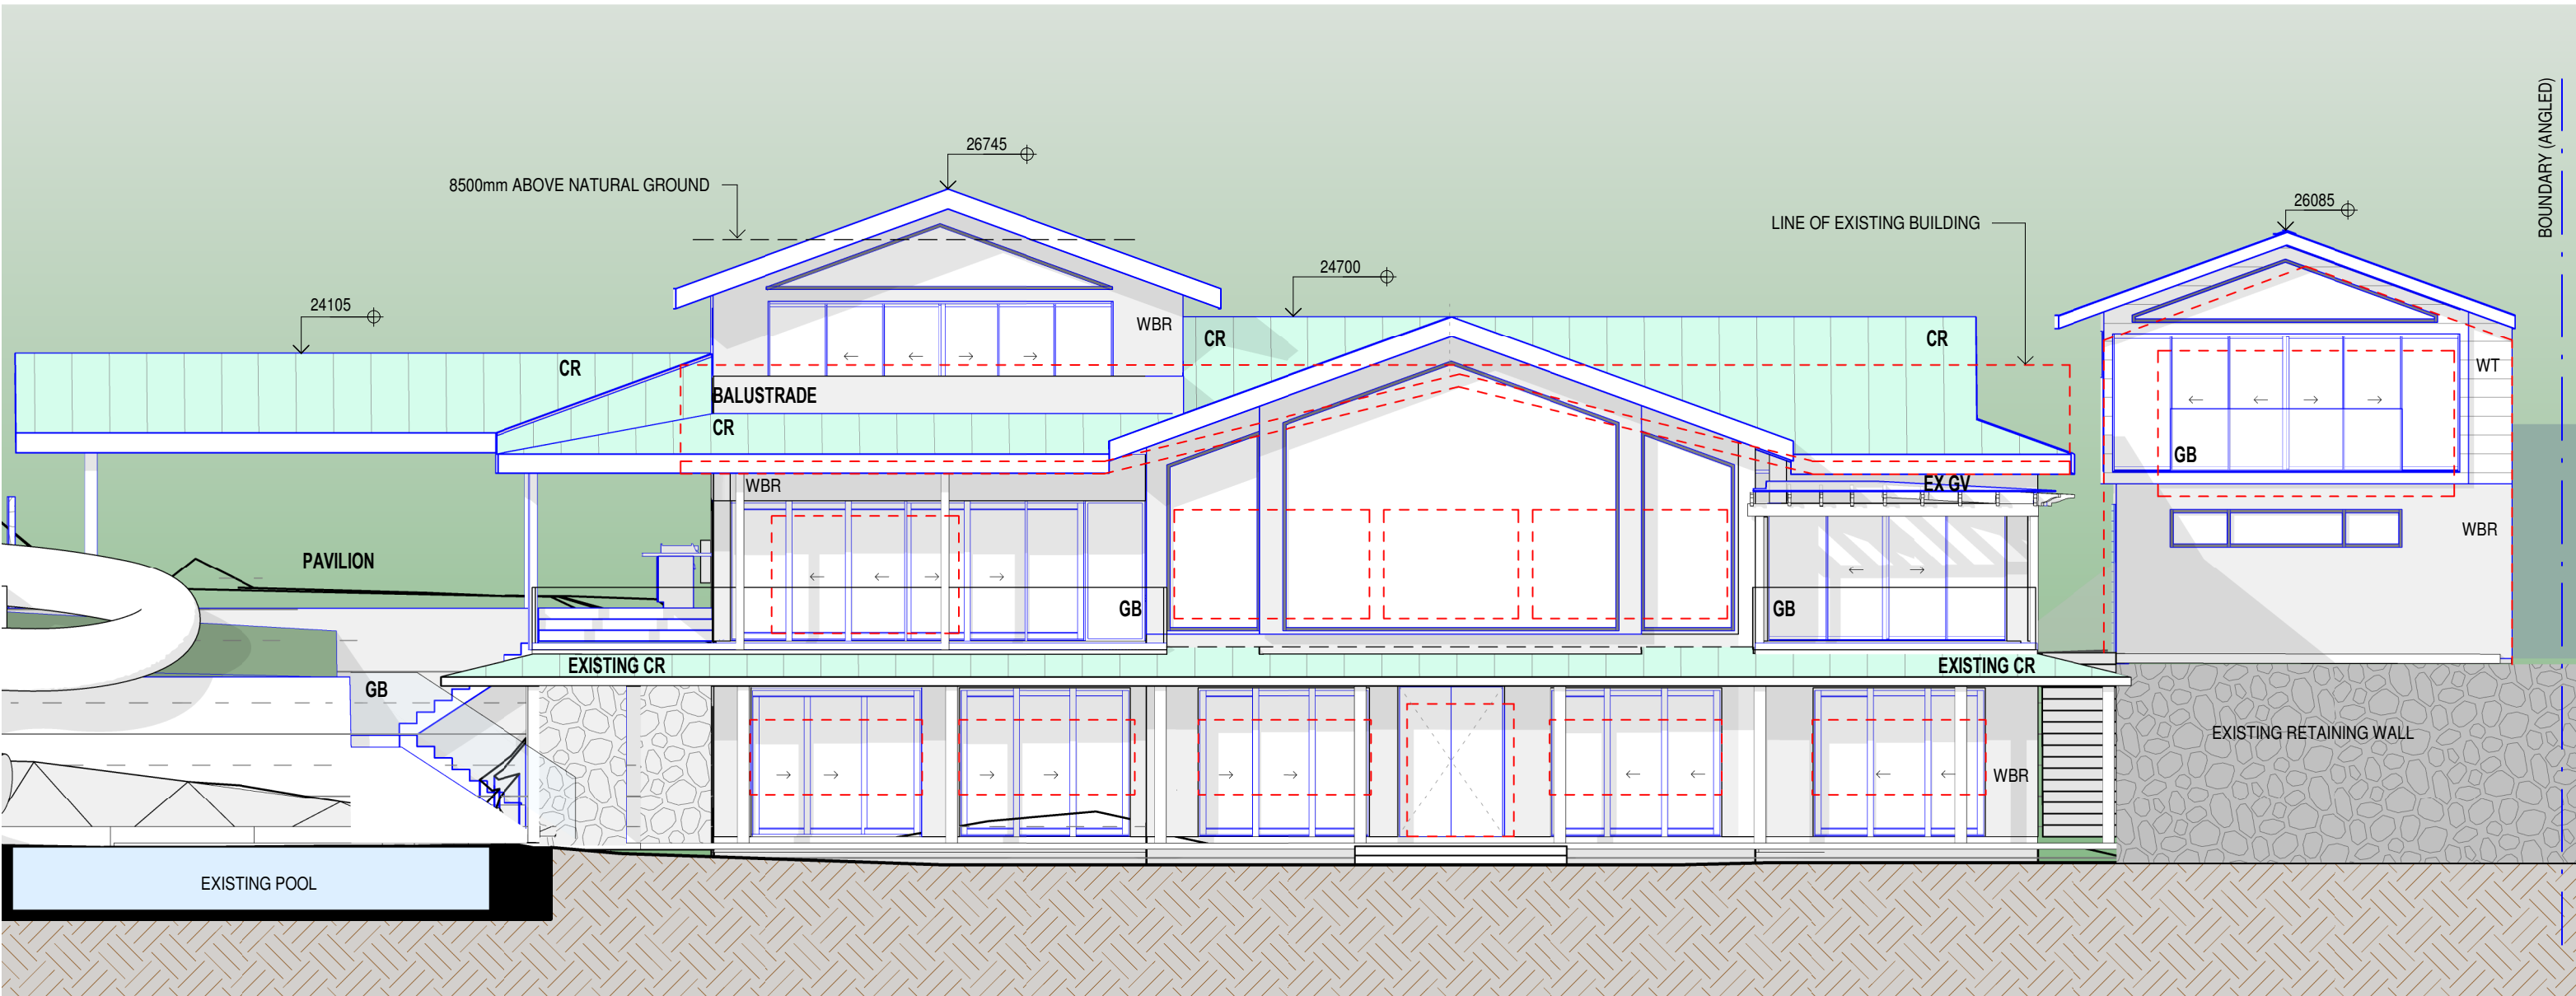 BOUNDARY (ANGLED)
26745
8500mm ABOVE NATURAL GROUND
26085
LINE OF EXISTING BUILDING
24700
24105
WBR
CR
CR
CR
WT
BALUSTRADE
CR
GB
WBR
EX GV
WBR
PAVILION
GB
GB
EXISTING CR
EXISTING CR
GB
EXISTING RETAINING WALL
WBR
EXISTING POOL